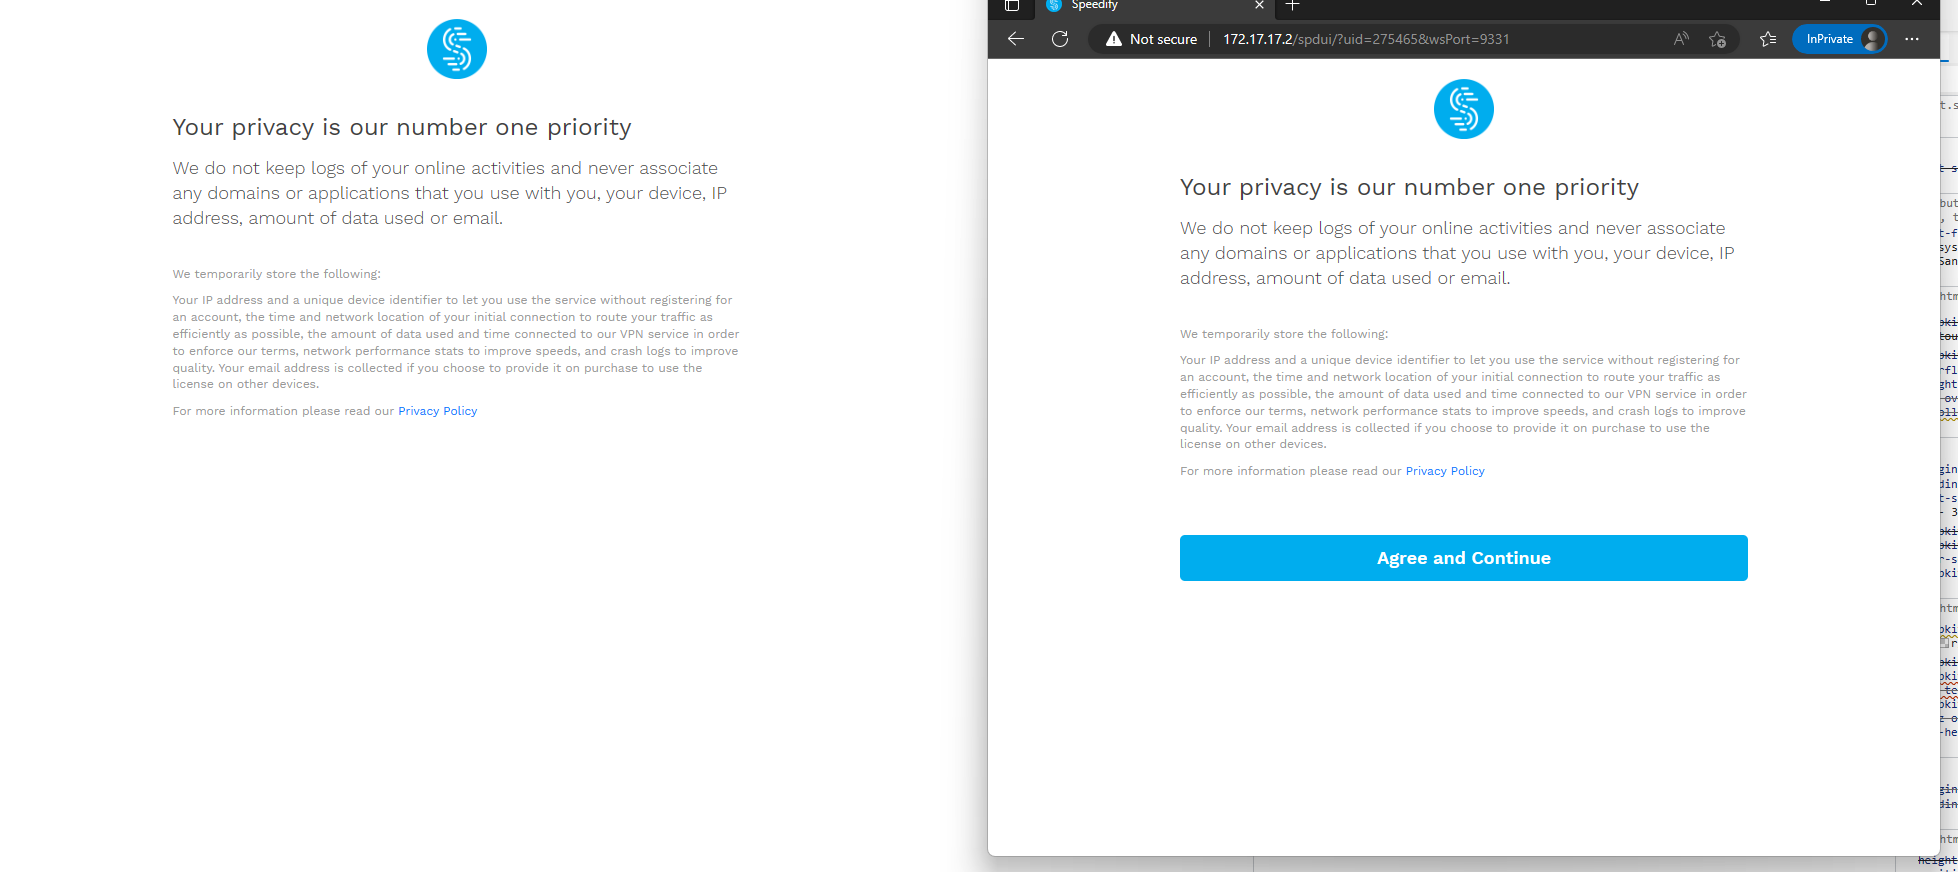 Your privacy is our number one priority
We do not keep logs of your online activities and never associate
any domains or applications that you use with you, your device, IP
address, amount of data used or email.
We temporarily store the following:
Your IP address and a unique device identifier to let you use the service without registering for
an account, the time and network location of your initial connection to route your traffic as
efficiently as possible, the amount of data used and time connected to our VPN service in order
to enforce our terms, network performance stats to improve speeds, and crash logs to improve
quality. Your email address is collected if you choose to provide it on purchase to use the
license on other devices.
For more information please read our Privacy Policy
Speedify
Not secure
172.17.17.2/spdui/?uid=275465&wsPort=9331
InPrivate
Your privacy is our number one priority
We do not keep logs of your online activities and never associate
any domains or applications that you use with you, your device, IP
address, amount of data used or email.
We temporarily store the following:
Your IP address and a unique device identifier to let you use the service without registering for
an account, the time and network location of your initial connection to route your traffic as
efficiently as possible, the amount of data used and time connected to our VPN service in order
to enforce our terms, network performance stats to improve speeds, and crash logs to improve
quality. Your email address is collected if you choose to provide it on purchase to use the
license on other devices.
For more information please read our Privacy Policy
Agree and Continue